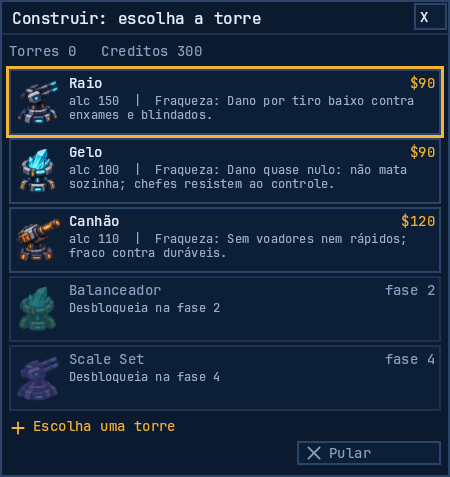 Construir: escolha a torre X
Torres 0 Creditos 300
Raio $90
alc 150 | Fraqueza: Dano por tiro baixo contra
enxames e blindados.
Gelo $90
alc 100 | Fraqueza: Dano quase nulo: não mata
sozinha; chefes resistem ao controle.
Canhão $120
alc 110 | Fraqueza: Sem voadores nem rápidos;
fraco contra duráveis.
Balanceador fase 2
Desbloqueia na fase 2
Scale Set fase 4
Desbloqueia na fase 4
+ Escolha uma torre
Pular